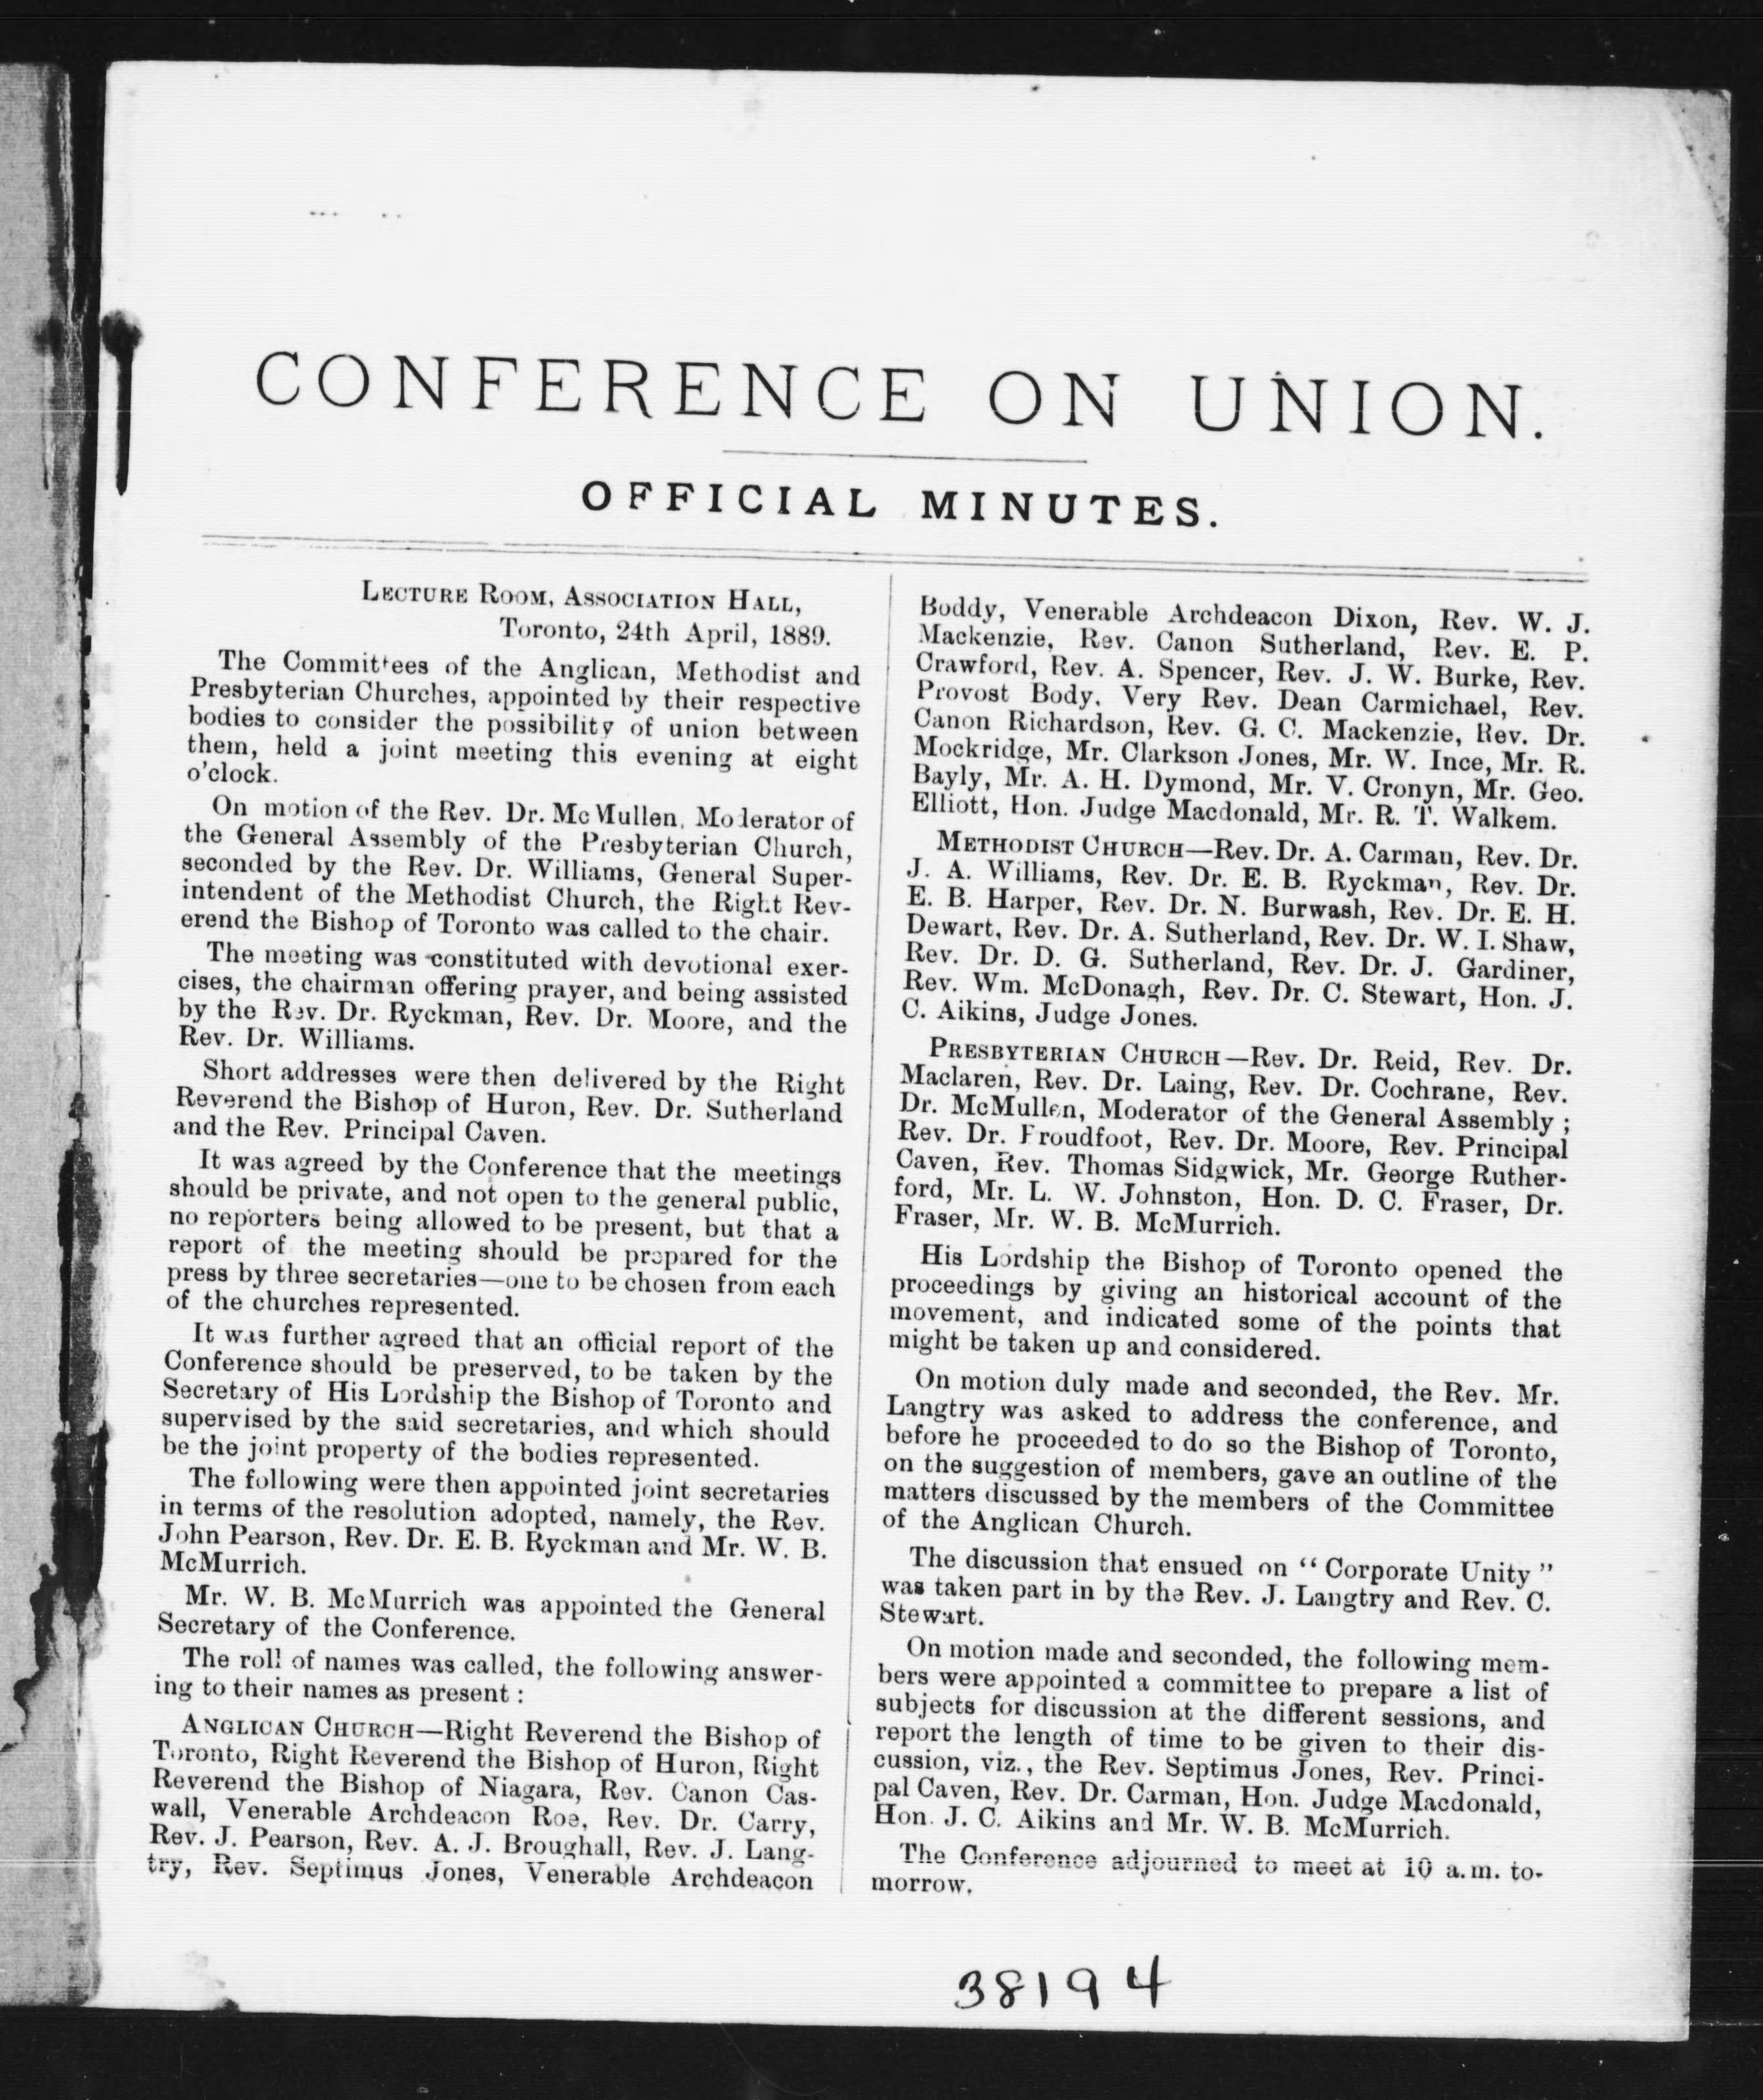 CONFERENCE ON UNION.
OFFICIAL MINUTES.
LECTURE ROOM, ASSOCIATION HALL,
Toronto, 24th April, 1889.
The Committees of the Anglican, Methodist and
Presbyterian Churches, appointed by their respective
bodies to consider the possibility of union between
them, held a joint meeting this evening at eight
o'clock.
On motion of the Rev. Dr. McMullen, Moderator of
the General Assembly of the Presbyterian Church,
seconded by the Rev. Dr. Williams, General Super-
intendent of the Methodist Church, the Right Rev-
erend the Bishop of Toronto was called to the chair.
The meeting was constituted with devotional exer-
cises, the chairman offering prayer, and being assisted
by the Rev. Dr. Ryckman, Rev. Dr. Moore, and the
Rev. Dr. Williams.
Short addresses were then delivered by the Right
Reverend the Bishop of Huron, Rev. Dr. Sutherland
and the Rev. Principal Caven.
It was agreed by the Conference that the meetings
should be private, and not open to the general public,
no reporters being allowed to be present, but that a
report of the meeting should be prepared for the
press by three secretaries—one to be chosen from each
of the churches represented.
It was further agreed that an official report of the
Conference should be preserved, to be taken by the
Secretary of His Lordship the Bishop of Toronto and
supervised by the said secretaries, and which should
be the joint property of the bodies represented.
The following were then appointed joint secretaries
in terms of the resolution adopted, namely, the Rev.
John Pearson, Rev. Dr. E. B. Ryckman and Mr. W. B.
McMurrich.
Mr. W. B. McMurrich was appointed the General
Secretary of the Conference.
The roll of names was called, the following answer-
ing to their names as present :
ANGLICAN CHURCH—Right Reverend the Bishop of
Toronto, Right Reverend the Bishop of Huron, Right
Reverend the Bishop of Niagara, Rev. Canon Cas-
wall, Venerable Archdeacon Roe, Rev. Dr. Carry,
Rev. J. Pearson, Rev. A. J. Broughall, Rev. J. Lang-
try, Rev. Septimus Jones, Venerable Archdeacon
Boddy, Venerable Archdeacon Dixon, Rev. W. J.
Mackenzie, Rev. Canon Sutherland, Rev. E. P.
Crawford, Rev. A. Spencer, Rev. J. W. Burke, Rev.
Provost Body, Very Rev. Dean Carmichael, Rev.
Canon Richardson, Rev. G. C. Mackenzie, Rev. Dr.
Mockridge, Mr. Clarkson Jones, Mr. W. Ince, Mr. R.
Bayly, Mr. A. H. Dymond, Mr. V. Cronyn, Mr. Geo.
Elliott, Hon. Judge Macdonald, Mr. R. T. Walkem.
METHODIST CHURCH—Rev. Dr. A. Carman, Rev. Dr.
J. A. Williams, Rev. Dr. E. B. Ryckman, Rev. Dr.
E. B. Harper, Rev. Dr. N. Burwash, Rev. Dr. E. H.
Dewart, Rev. Dr. A. Sutherland, Rev. Dr. W. I. Shaw,
Rev. Dr. D. G. Sutherland, Rev. Dr. J. Gardiner,
Rev. Wm. McDonagh, Rev. Dr. C. Stewart, Hon. J.
C. Aikins, Judge Jones.
PRESBYTERIAN CHURCH—Rev. Dr. Reid, Rev. Dr.
Maclaren, Rev. Dr. Laing, Rev. Dr. Cochrane, Rev.
Dr. McMullen, Moderator of the General Assembly ;
Rev. Dr. Proudfoot, Rev. Dr. Moore, Rev. Principal
Caven, Rev. Thomas Sidgwick, Mr. George Ruther-
ford, Mr. L. W. Johnston, Hon. D. C. Fraser, Dr.
Fraser, Mr. W. B. McMurrich.
His Lordship the Bishop of Toronto opened the
proceedings by giving an historical account of the
movement, and indicated some of the points that
might be taken up and considered.
On motion duly made and seconded, the Rev. Mr.
Langtry was asked to address the conference, and
before he proceeded to do so the Bishop of Toronto,
on the suggestion of members, gave an outline of the
matters discussed by the members of the Committee
of the Anglican Church.
The discussion that ensued on " Corporate Unity "
was taken part in by the Rev. J. Langtry and Rev. C.
Stewart.
On motion made and seconded, the following mem-
bers were appointed a committee to prepare a list of
subjects for discussion at the different sessions, and
report the length of time to be given to their dis-
cussion, viz., the Rev. Septimus Jones, Rev. Princi-
pal Caven, Rev. Dr. Carman, Hon. Judge Macdonald,
Hon. J. C. Aikins and Mr. W. B. McMurrich.
The Conference adjourned to meet at 10 a.m. to-
morrow.
38194